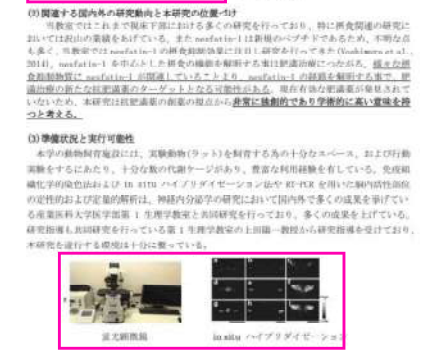 (2)関連する国内外の研究動向と本研究の位置づけ
当教室ではこれまで視床下部における多くの研究を行っており、特に摂食関連の研究に
おいては沢山の業績をあげている。また nesfatin-1 は新規のペプチドであるため、不明な点
も多く、当教室では nesfatin-1 の摂食抑制効果に注目し研究を行ってきた(Yoshimura et al.,
2014)。nesfatin-1 を中心とした摂食の機能を解明する事は肥満治療につながる。様々な摂
食抑制物質に nesfatin-1 が関連していることより、nesfatin-1 の経路を解明する事で、肥
満治療の新たな抗肥満薬のターゲットとなる可能性がある。現在有効な肥満薬が発見されて
いないため、本研究は抗肥満薬の創薬の視点から非常に独創的であり学術的に高い意味を持
つと考える。
(3)準備状況と実行可能性
本学の動物飼育施設には、実験動物(ラット)を飼育する為の十分なスペース、および行動
実験をするにあたり、十分な数の代謝ケージがあり、豊富な利用経験を有している。免疫組
織化学的染色法および in situ ハイブリダイゼーション法や RT-PCR を用いた脳内活性部位
の定性的および定量的解析は、神経内分泌学の研究において国内外で多くの成果を挙げてい
る産業医科大学医学部第 1 生理学教室と共同研究を行っており、多くの成果を上げている。
研究指導も共同研究を行っている第 1 生理学教室の上田陽一教授から研究指導を受けており、
本研究を遂行する環境は十分に整っている。
蛍光顕微鏡
in situ ハイブリダイゼーション